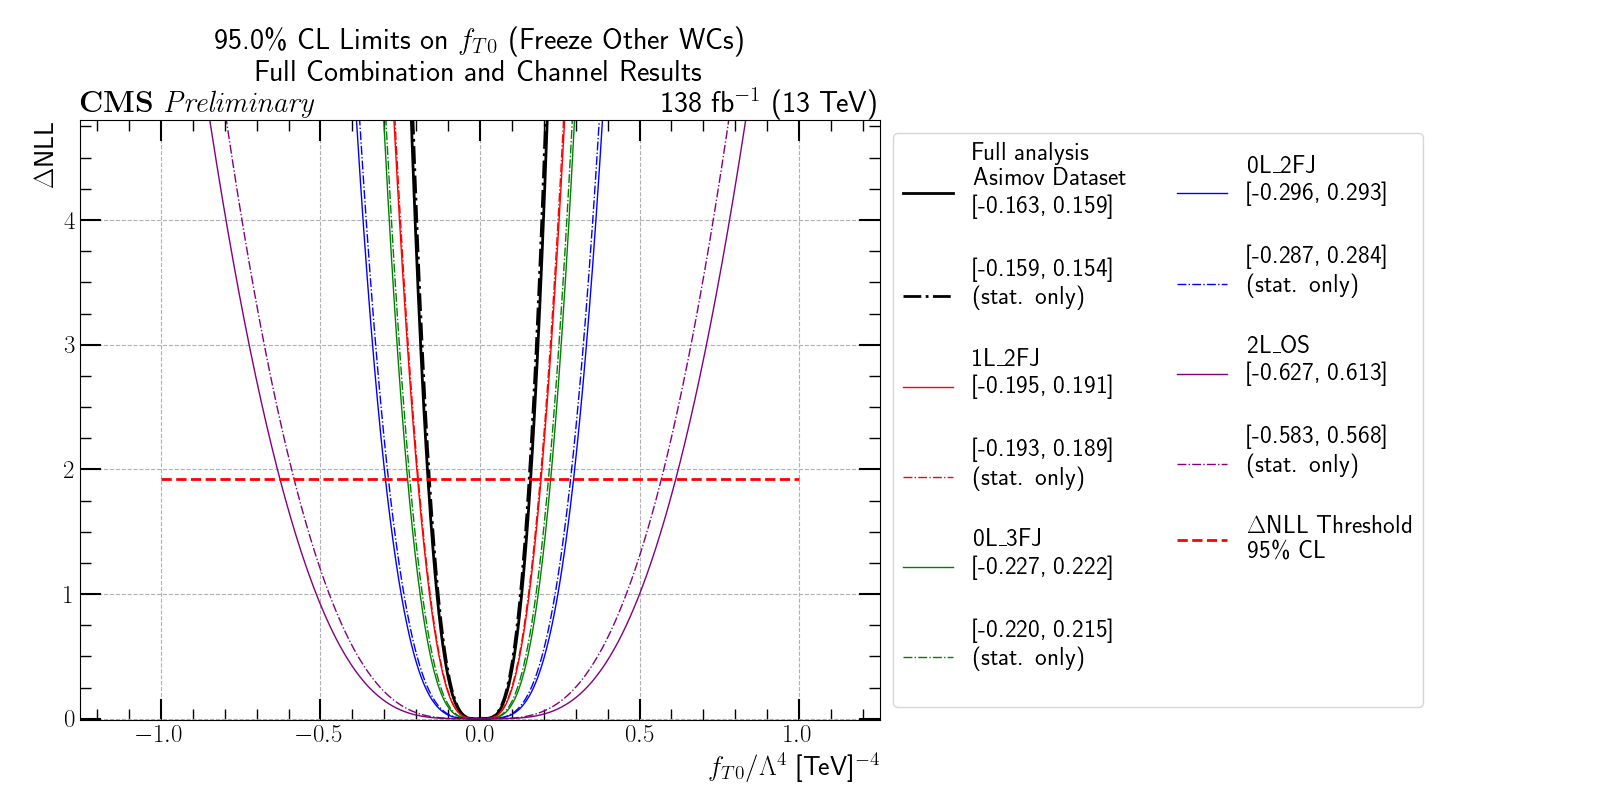 95.0% CL Limits on f_{T0} (Freeze Other WCs)
Full Combination and Channel Results
CMS Preliminary
138 fb^{-1} (13 TeV)
ΔNLL
4
3
2
1
0
−1.0
−0.5
0.0
0.5
1.0
f_{T0}/Λ^4 [TeV]^{-4}
Full analysis
Asimov Dataset
[-0.163, 0.159]
[-0.159, 0.154]
(stat. only)
1L_2FJ
[-0.195, 0.191]
[-0.193, 0.189]
(stat. only)
0L_3FJ
[-0.227, 0.222]
[-0.220, 0.215]
(stat. only)
0L_2FJ
[-0.296, 0.293]
[-0.287, 0.284]
(stat. only)
2L_OS
[-0.627, 0.613]
[-0.583, 0.568]
(stat. only)
ΔNLL Threshold
95% CL